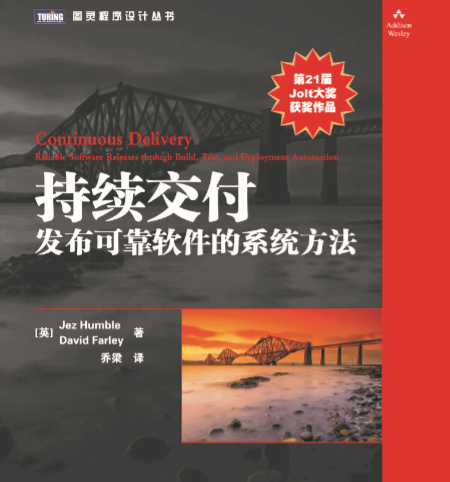 TURING 图灵程序设计丛书
Addison
Wesley
第21届
Jolt大奖
获奖作品
Continuous Delivery
Reliable Software Releases through Build, Test, and Deployment Automation
持续交付
发布可靠软件的系统方法
[英] Jez Humble
David Farley 著
乔梁 译